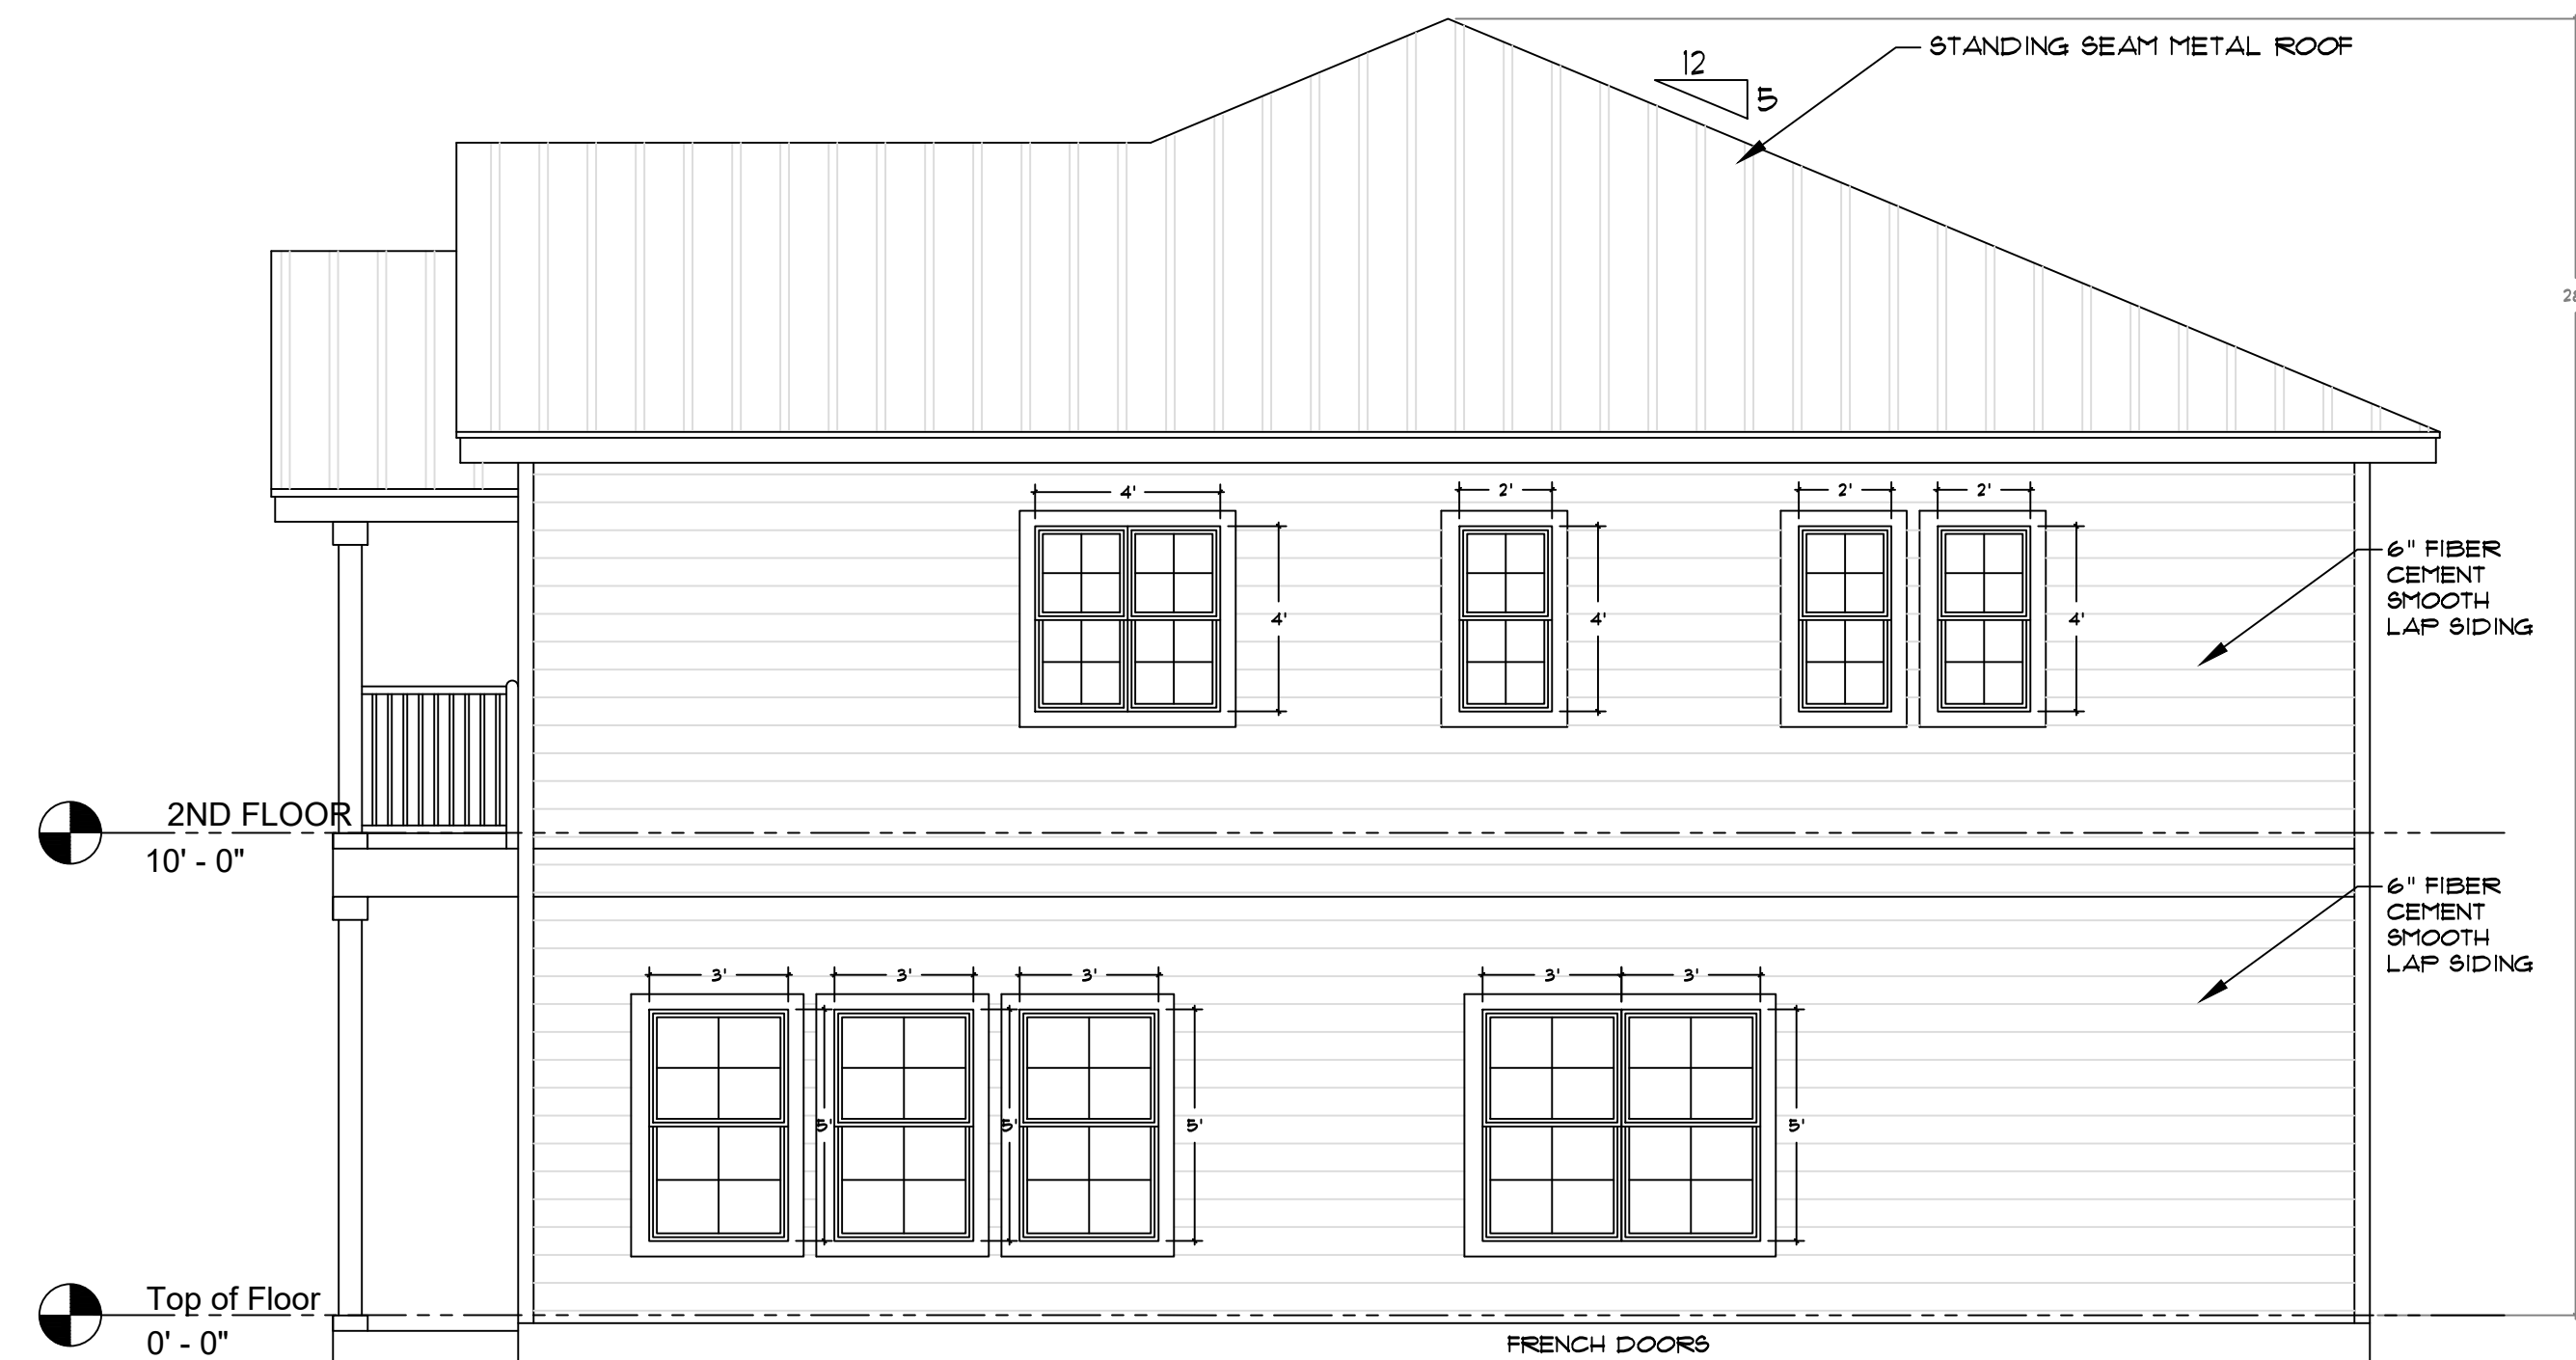 STANDING SEAM METAL ROOF
12
5
4'
2'
2'
2'
4'
4'
4'
6" FIBER
CEMENT
SMOOTH
LAP SIDING
2ND FLOOR
10' - 0"
6" FIBER
CEMENT
SMOOTH
LAP SIDING
3'
3'
3'
3'
3'
5'
5'
5'
5'
Top of Floor
0' - 0"
FRENCH DOORS